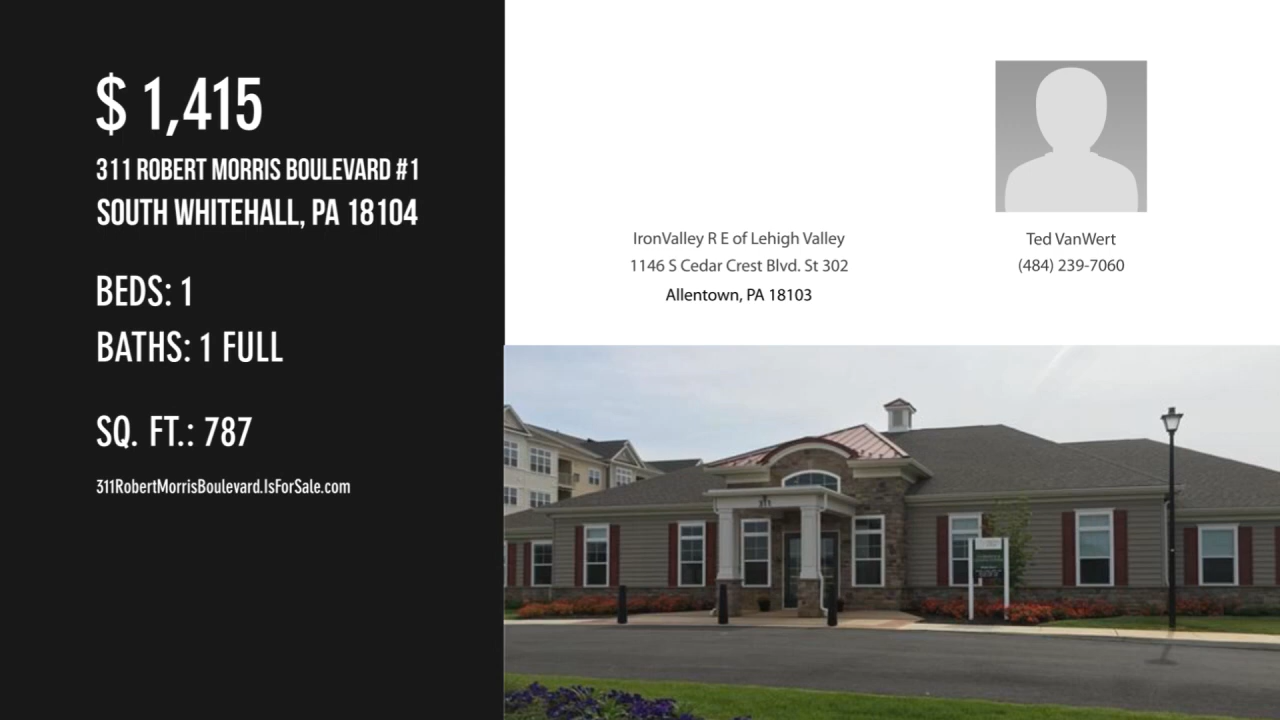 $ 1,415
311 ROBERT MORRIS BOULEVARD #1
SOUTH WHITEHALL, PA 18104
BEDS: 1
BATHS: 1 FULL
SQ. FT.: 787
311RobertMorrisBoulevard.IsForSale.com
IronValley R E of Lehigh Valley
1146 S Cedar Crest Blvd. St 302
Allentown, PA 18103
Ted VanWert
(484) 239-7060
311